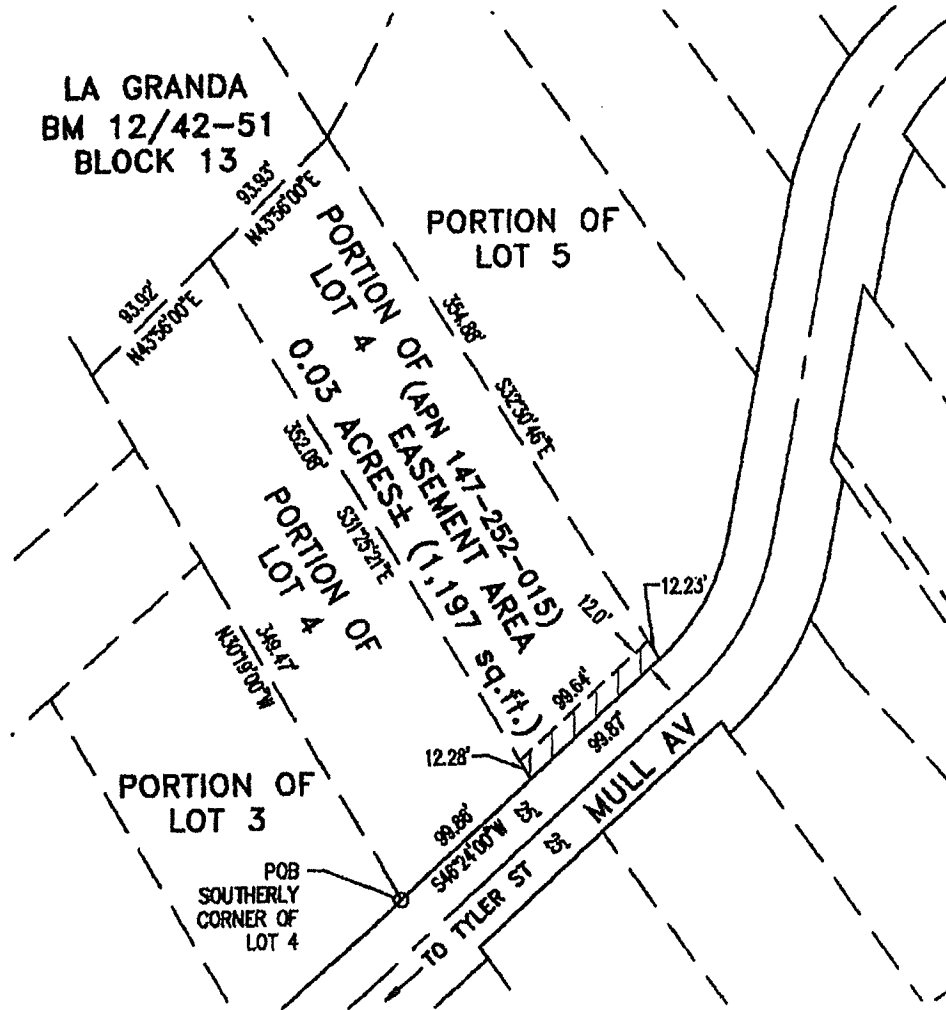 LA GRANDA
BM 12/42-51
BLOCK 13
93.93'
N43°56'00"E
93.92'
N43°56'00"E
PORTION OF
LOT 5
PORTION OF
LOT 4
(APN 147-252-015)
EASEMENT AREA
0.03 ACRES± (1,197 sq.ft.)
354.88'
S32°30'46"E
352.08'
S31°25'21"E
PORTION OF
LOT 4
349.47'
N30°19'00"W
12.0'
12.23'
99.64'
99.87'
12.28'
PORTION OF
LOT 3
99.86'
S46°24'00"W
MULL AV
TO TYLER ST
POB
SOUTHERLY
CORNER OF
LOT 4